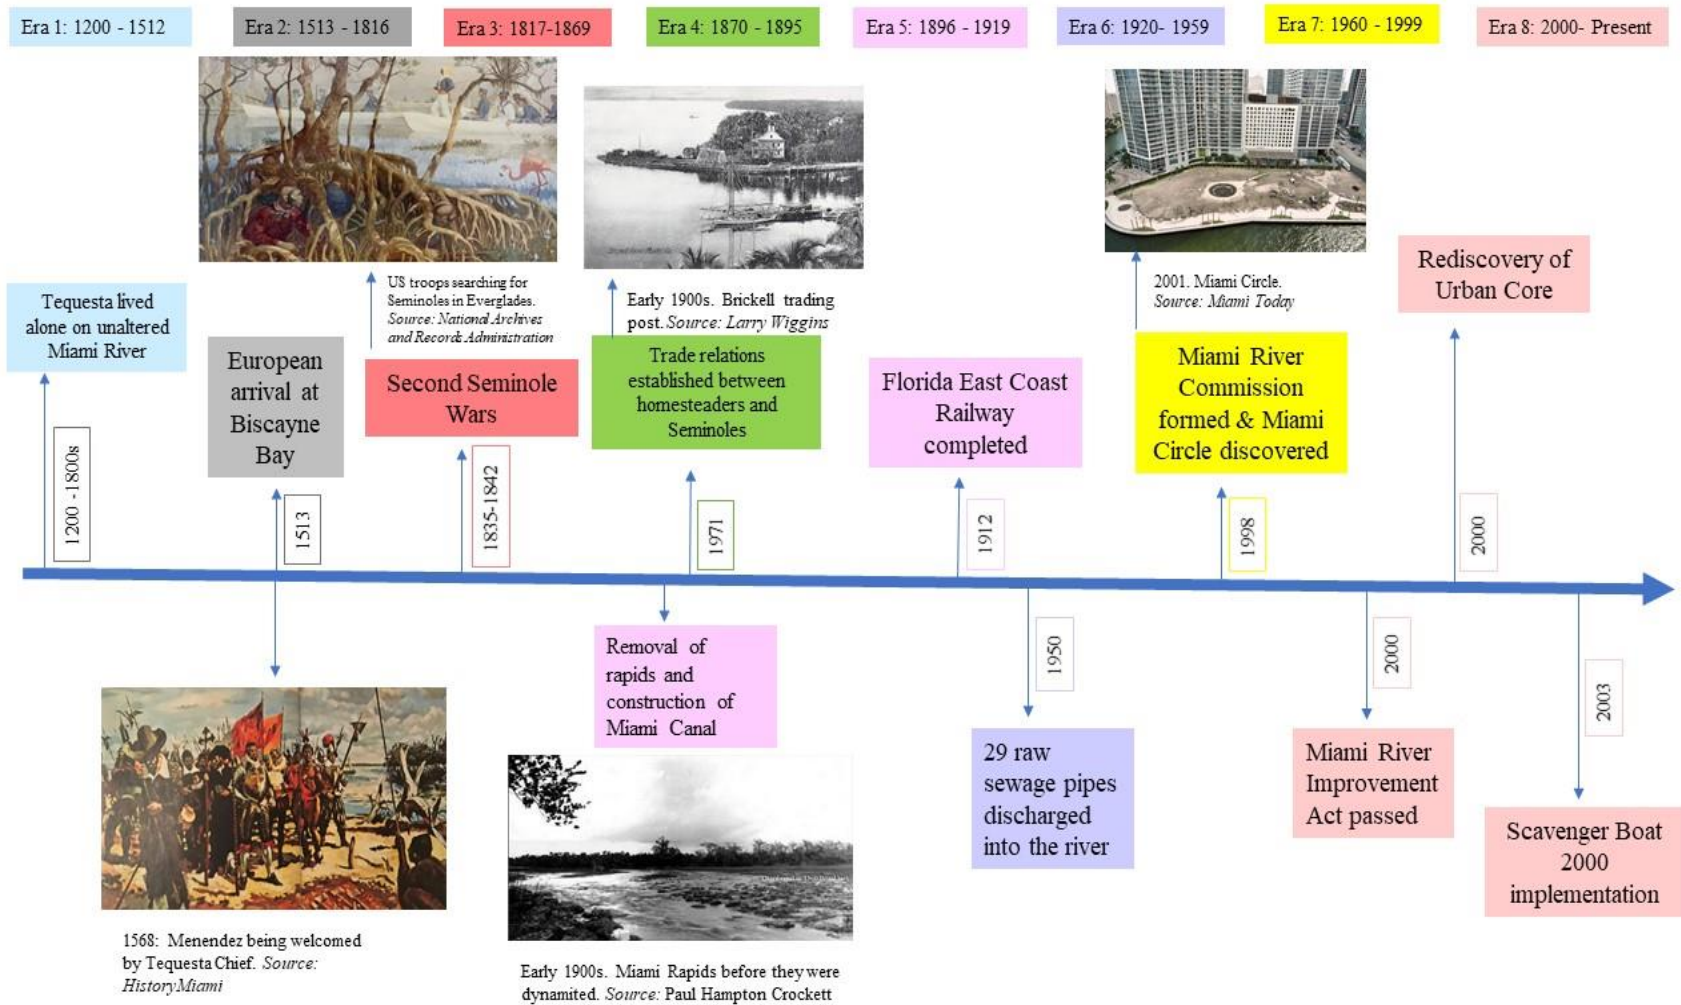 Era 1: 1200 - 1512
Era 2: 1513 - 1816
Era 3: 1817-1869
Era 4: 1870 - 1895
Era 5: 1896 - 1919
Era 6: 1920- 1959
Era 7: 1960 - 1999
Era 8: 2000- Present
Tequesta lived
alone on unaltered
Miami River
1200 -1800s
European
arrival at
Biscayne
Bay
1513
US troops searching for
Seminoles in Everglades.
Source: National Archives
and Records Administration
Second Seminole
Wars
1835-1842
Early 1900s. Brickell trading
post. Source: Larry Wiggins
Trade relations
established between
homesteaders and
Seminoles
1971
Florida East Coast
Railway
completed
1912
2001. Miami Circle.
Source: Miami Today
Miami River
Commission
formed & Miami
Circle discovered
1998
Rediscovery of
Urban Core
2000
1568: Menendez being welcomed
by Tequesta Chief. Source:
HistoryMiami
Removal of
rapids and
construction of
Miami Canal
Early 1900s. Miami Rapids before they were
dynamited. Source: Paul Hampton Crockett
1950
29 raw
sewage pipes
discharged
into the river
2000
Miami River
Improvement
Act passed
2003
Scavenger Boat
2000
implementation